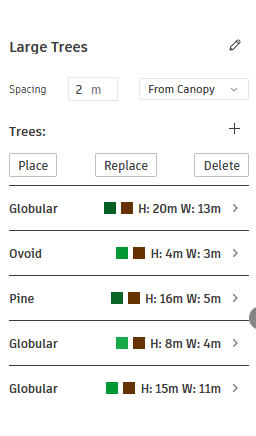 Large Trees
Spacing 2 m From Canopy
Trees:
Place Replace Delete
Globular H: 20m W: 13m
Ovoid H: 4m W: 3m
Pine H: 16m W: 5m
Globular H: 8m W: 4m
Globular H: 15m W: 11m